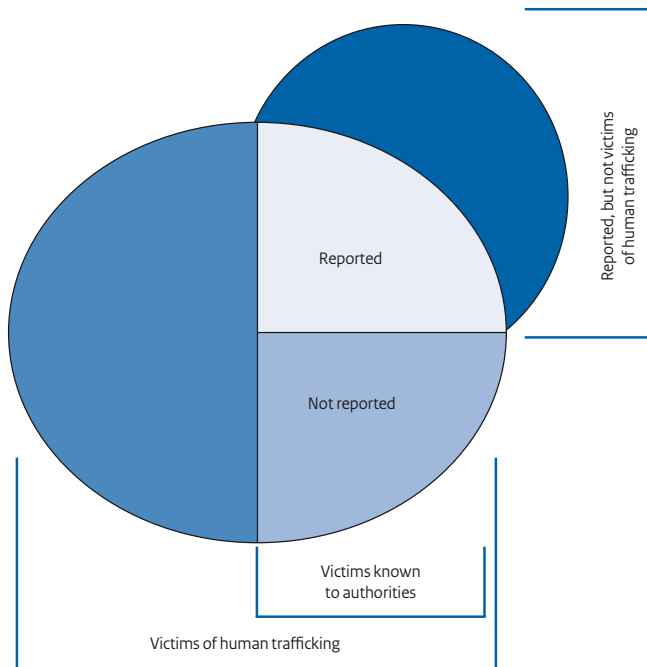 Reported, but not victims
of human trafficking
Reported
Not reported
Victims known
to authorities
Victims of human trafficking